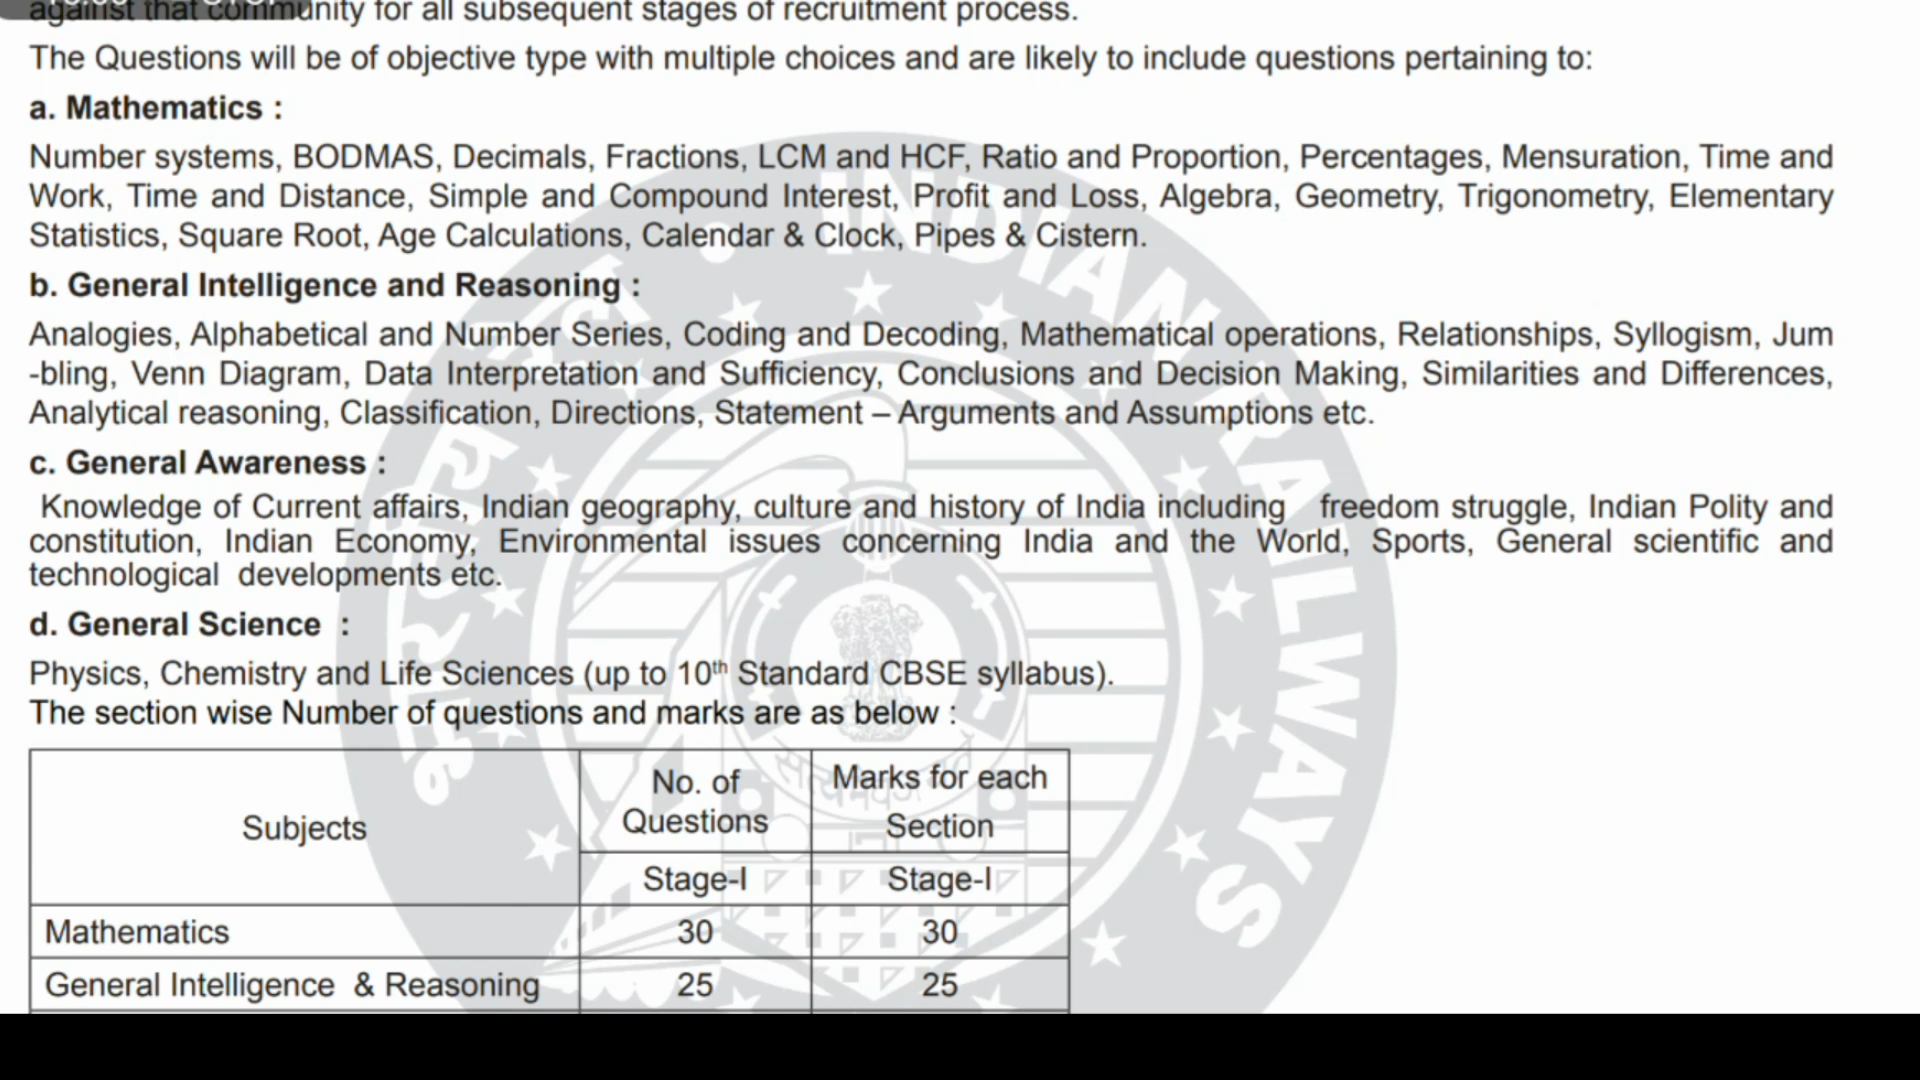 against that community for all subsequent stages of recruitment process.
The Questions will be of objective type with multiple choices and are likely to include questions pertaining to:
a. Mathematics :
Number systems, BODMAS, Decimals, Fractions, LCM and HCF, Ratio and Proportion, Percentages, Mensuration, Time and
Work, Time and Distance, Simple and Compound Interest, Profit and Loss, Algebra, Geometry, Trigonometry, Elementary
Statistics, Square Root, Age Calculations, Calendar & Clock, Pipes & Cistern.
b. General Intelligence and Reasoning :
Analogies, Alphabetical and Number Series, Coding and Decoding, Mathematical operations, Relationships, Syllogism, Jum
-bling, Venn Diagram, Data Interpretation and Sufficiency, Conclusions and Decision Making, Similarities and Differences,
Analytical reasoning, Classification, Directions, Statement – Arguments and Assumptions etc.
c. General Awareness :
Knowledge of Current affairs, Indian geography, culture and history of India including freedom struggle, Indian Polity and
constitution, Indian Economy, Environmental issues concerning India and the World, Sports, General scientific and
technological developments etc.
d. General Science :
Physics, Chemistry and Life Sciences (up to 10th Standard CBSE syllabus).
The section wise Number of questions and marks are as below :
Subjects
No. of Questions
Marks for each Section
Stage-I
Stage-I
Mathematics 30 30
General Intelligence & Reasoning 25 25
भारतीय रेल
INDIAN RAILWAYS